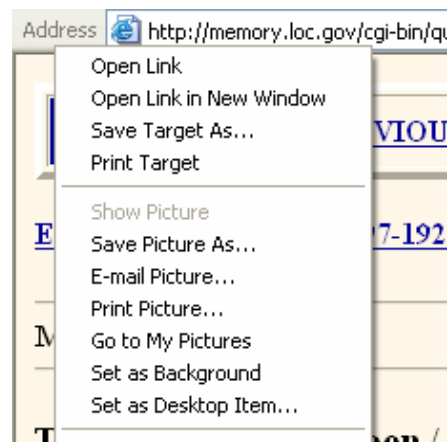 Address http://memory.loc.gov/cgi-bin/qu
Open Link
Open Link in New Window
Save Target As...
VIOU
Print Target
Show Picture
E
7-192
Save Picture As...
E-mail Picture...
Print Picture...
M
Go to My Pictures
Set as Background
Set as Desktop Item...